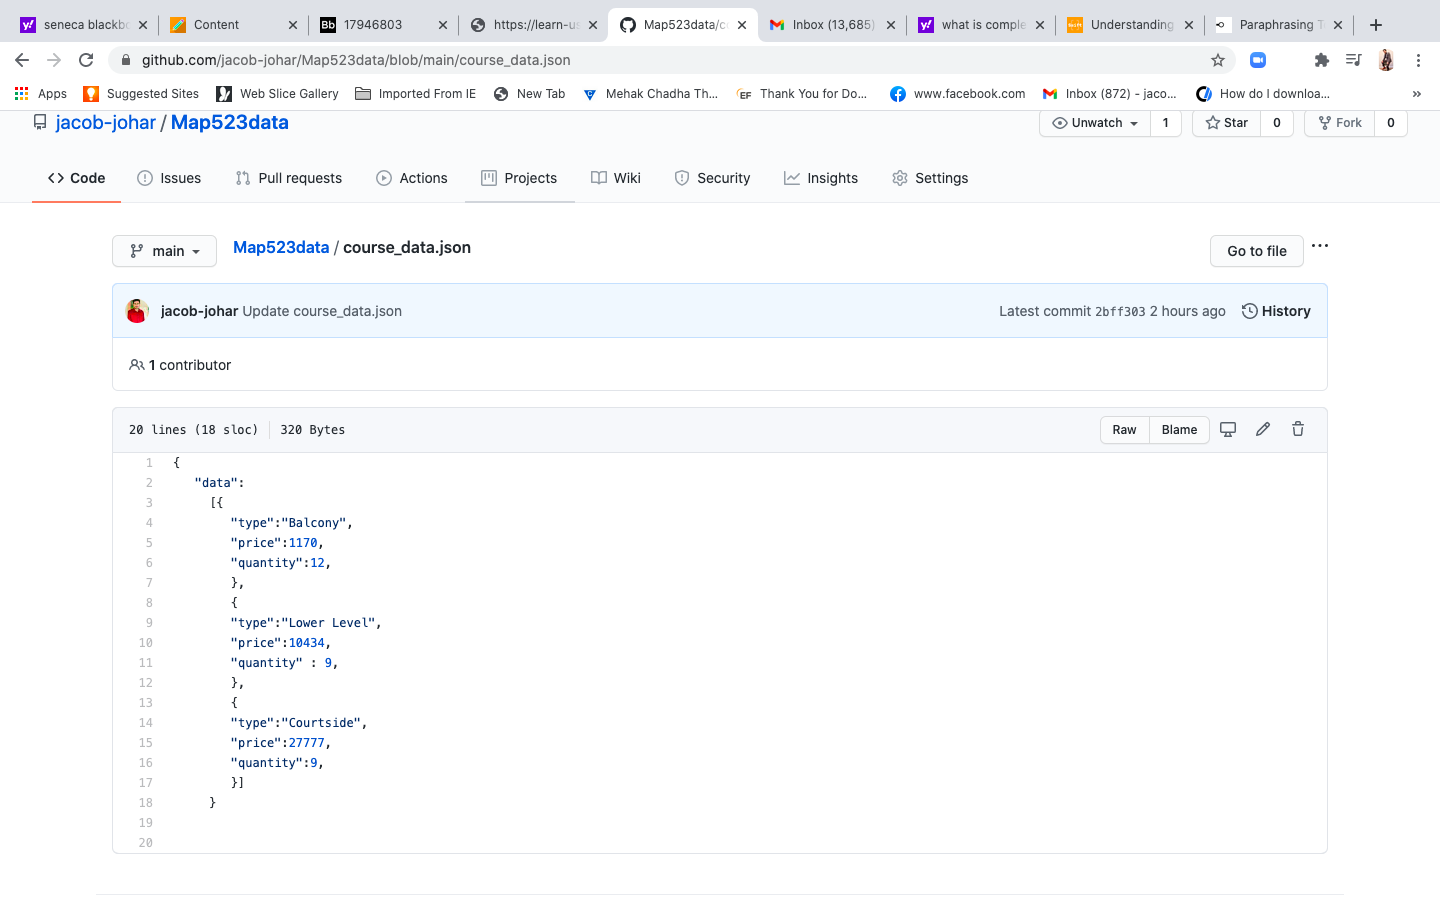 seneca blackbo
Content
17946803
https://learn-us
Map523data/co
Inbox (13,685)
what is comple
Understanding
Paraphrasing T
github.com/jacob-johar/Map523data/blob/main/course_data.json
Apps
Suggested Sites
Web Slice Gallery
Imported From IE
New Tab
Mehak Chadha Th...
EF Thank You for Do...
www.facebook.com
Inbox (872) - jaco...
How do I downloa...
»
jacob-johar / Map523data
Unwatch 1
Star 0
Fork 0
Code
Issues
Pull requests
Actions
Projects
Wiki
Security
Insights
Settings
main
Map523data / course_data.json
Go to file
jacob-johar Update course_data.json
Latest commit 2bff303 2 hours ago
History
1 contributor
20 lines (18 sloc) 320 Bytes
Raw
Blame
1 {
2 "data":
3 [{
4 "type":"Balcony",
5 "price":1170,
6 "quantity":12,
7 },
8 {
9 "type":"Lower Level",
10 "price":10434,
11 "quantity" : 9,
12 },
13 {
14 "type":"Courtside",
15 "price":27777,
16 "quantity":9,
17 }]
18 }
19
20